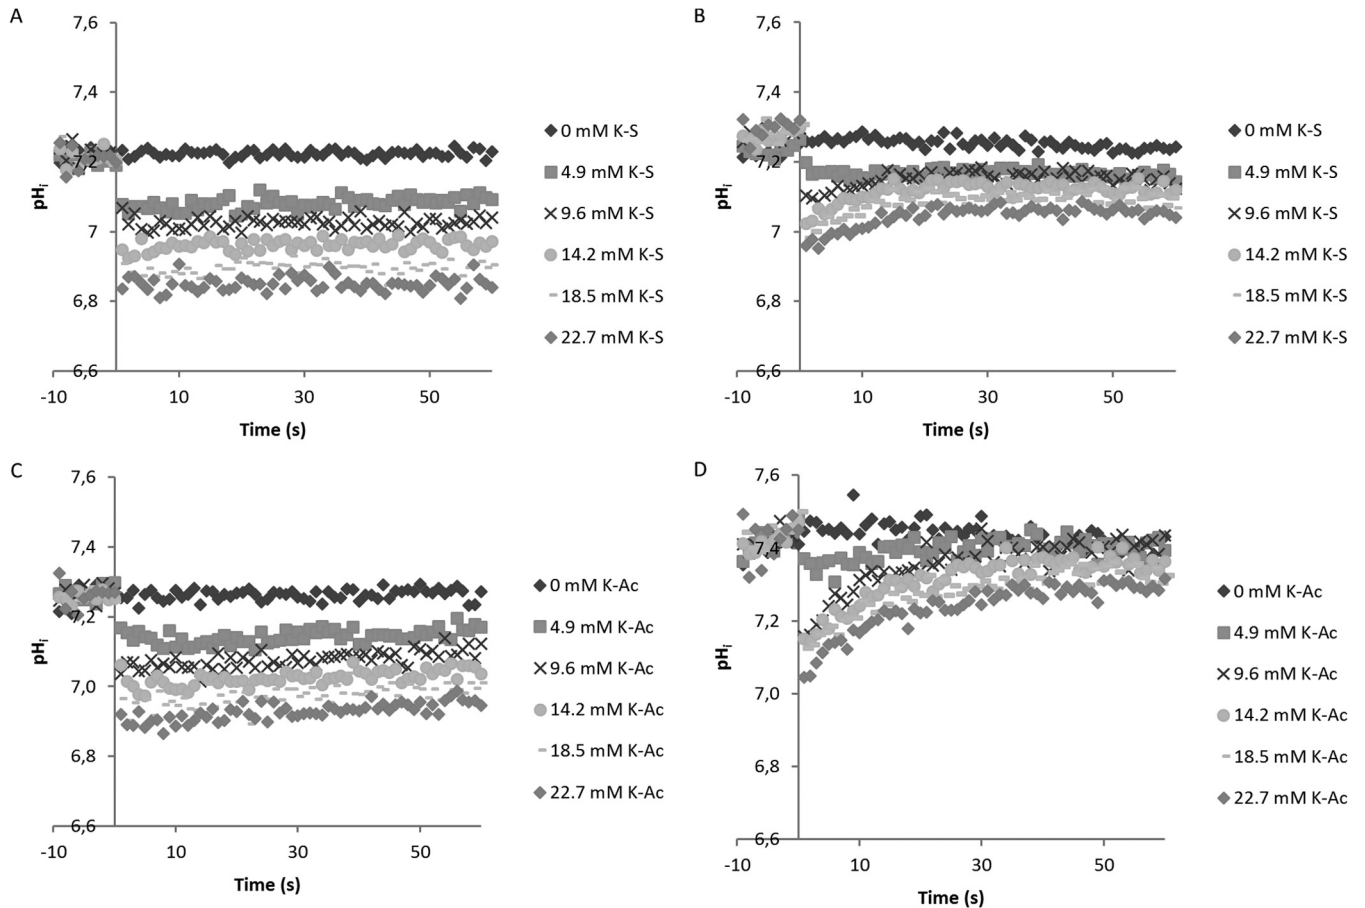 A
7,6
7,4
7,2
7
6,8
6,6
pHi
-10 10 30 50
Time (s)
0 mM K-S
4.9 mM K-S
9.6 mM K-S
14.2 mM K-S
18.5 mM K-S
22.7 mM K-S
B
7,6
7,4
7,2
7
6,8
6,6
pHi
-10 10 30 50
Time (s)
0 mM K-S
4.9 mM K-S
9.6 mM K-S
14.2 mM K-S
18.5 mM K-S
22.7 mM K-S
C
7,6
7,4
7,2
7,0
6,8
6,6
pHi
-10 10 30 50
Time (s)
0 mM K-Ac
4.9 mM K-Ac
9.6 mM K-Ac
14.2 mM K-Ac
18.5 mM K-Ac
22.7 mM K-Ac
D
7,6
7,4
7,2
7,0
6,8
6,6
pHi
-10 10 30 50
Time (s)
0 mM K-Ac
4.9 mM K-Ac
9.6 mM K-Ac
14.2 mM K-Ac
18.5 mM K-Ac
22.7 mM K-Ac